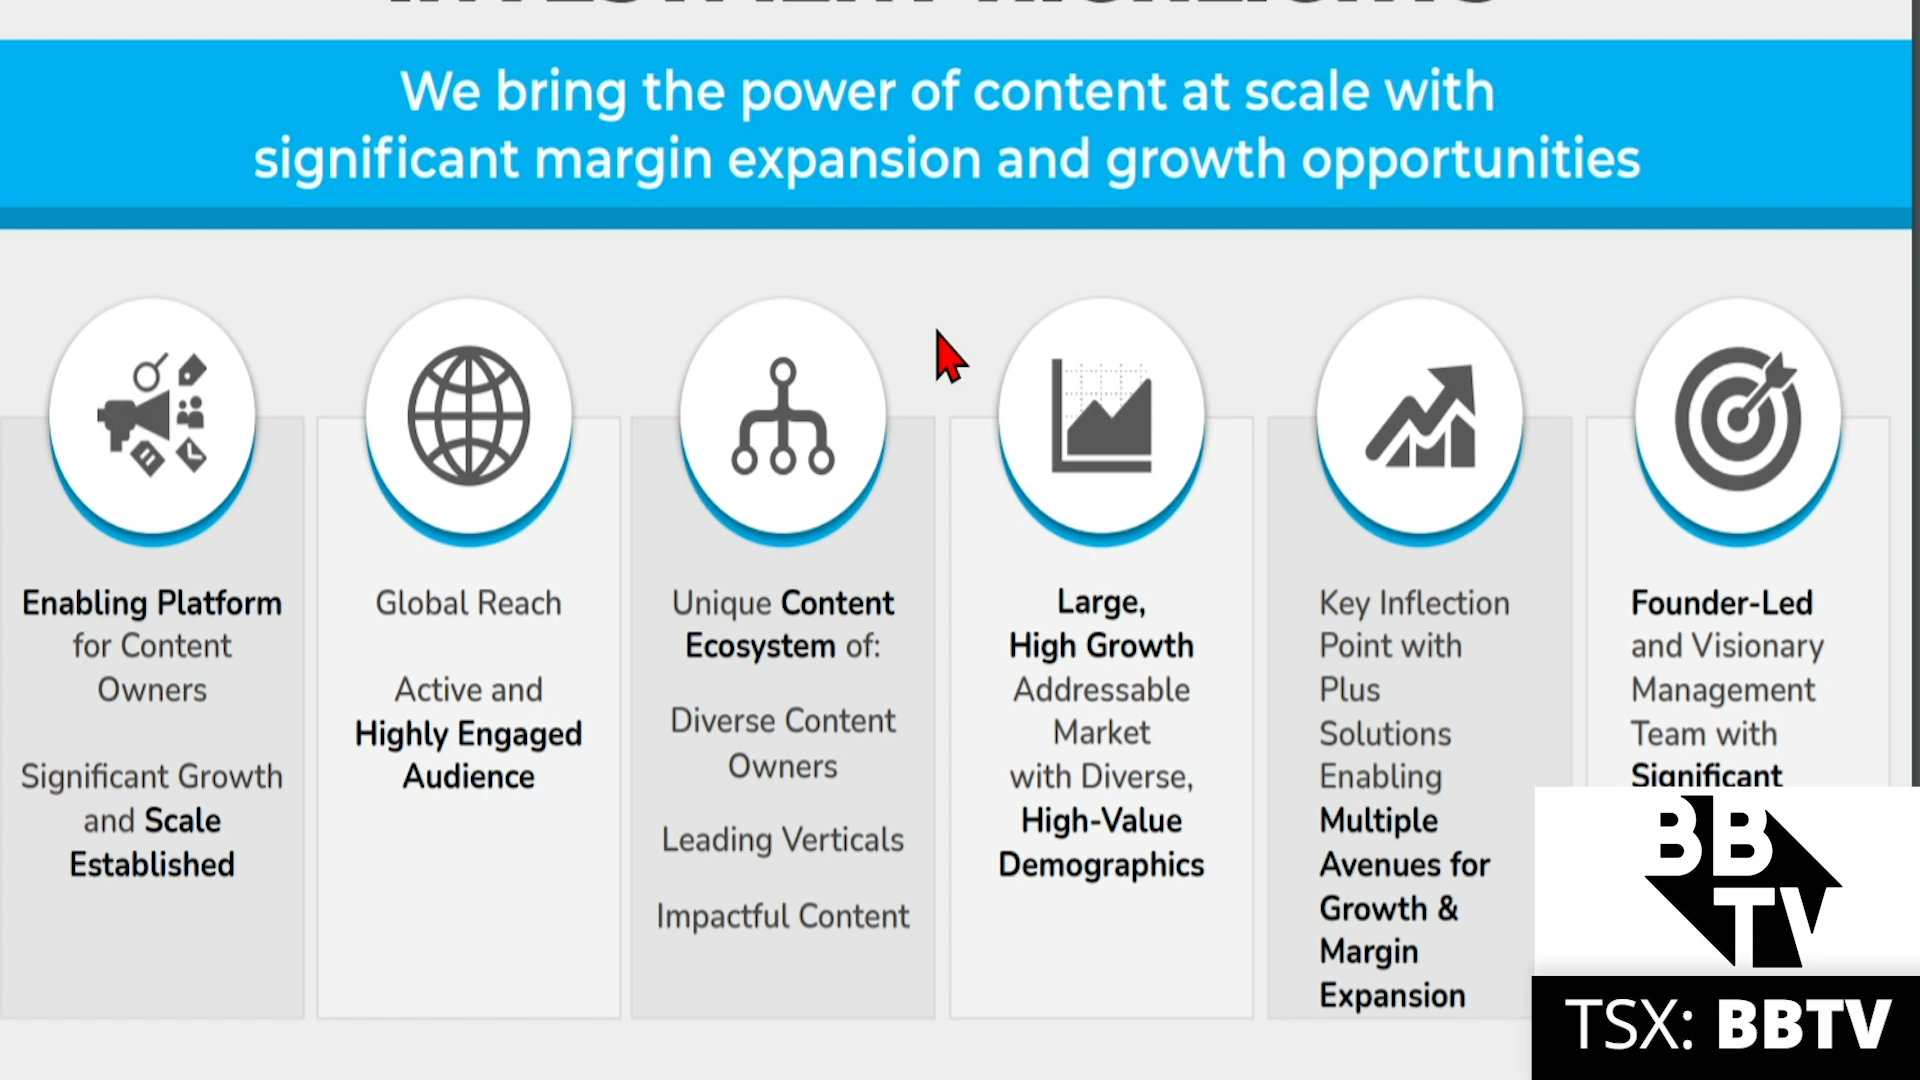 INVESTMENT HIGHLIGHTS
We bring the power of content at scale with
significant margin expansion and growth opportunities
Enabling Platform
for Content
Owners
Significant Growth
and Scale
Established
Global Reach
Active and
Highly Engaged
Audience
Unique Content
Ecosystem of:
Diverse Content
Owners
Leading Verticals
Impactful Content
Large,
High Growth
Addressable
Market
with Diverse,
High-Value
Demographics
Key Inflection
Point with
Plus
Solutions
Enabling
Multiple
Avenues for
Growth &
Margin
Expansion
Founder-Led
and Visionary
Management
Team with
Significant
BB
TV
TSX: BBTV